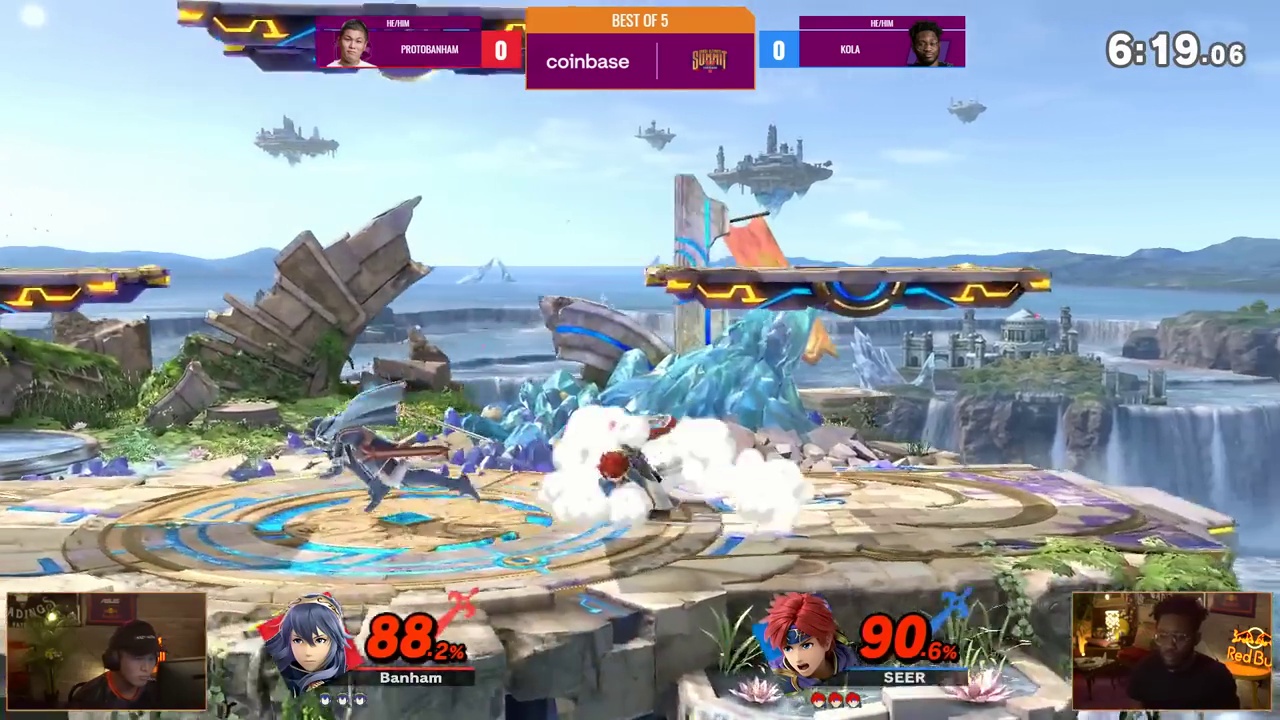 HE/HIM
PROTOBANHAM
0
BEST OF 5
coinbase
SUMMIT
0
HE/HIM
KOLA
6:19.06
88.2%
Banham
90.6%
SEER
Red Bu